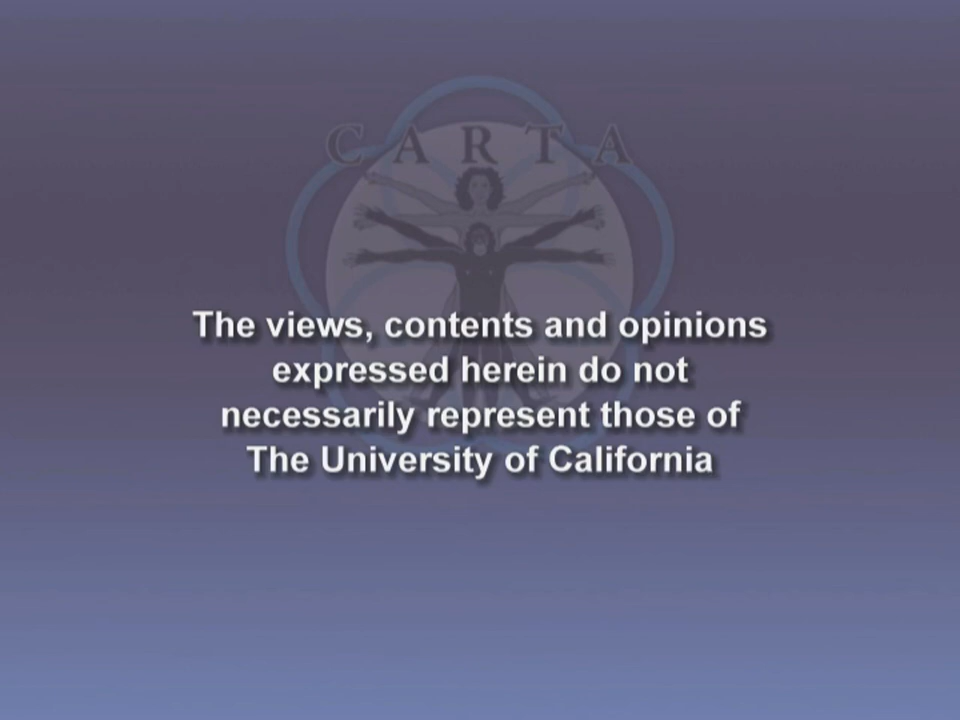 CARTA
The views, contents and opinions
expressed herein do not
necessarily represent those of
The University of California